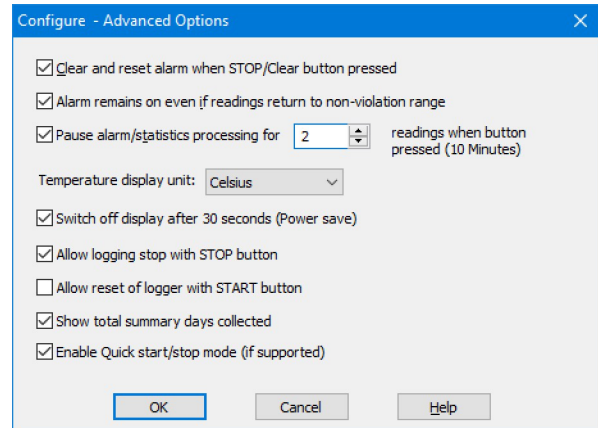 Configure - Advanced Options
Clear and reset alarm when STOP/Clear button pressed
Alarm remains on even if readings return to non-violation range
Pause alarm/statistics processing for 2 readings when button
pressed (10 Minutes)
Temperature display unit: Celsius
Switch off display after 30 seconds (Power save)
Allow logging stop with STOP button
Allow reset of logger with START button
Show total summary days collected
Enable Quick start/stop mode (if supported)
OK Cancel Help